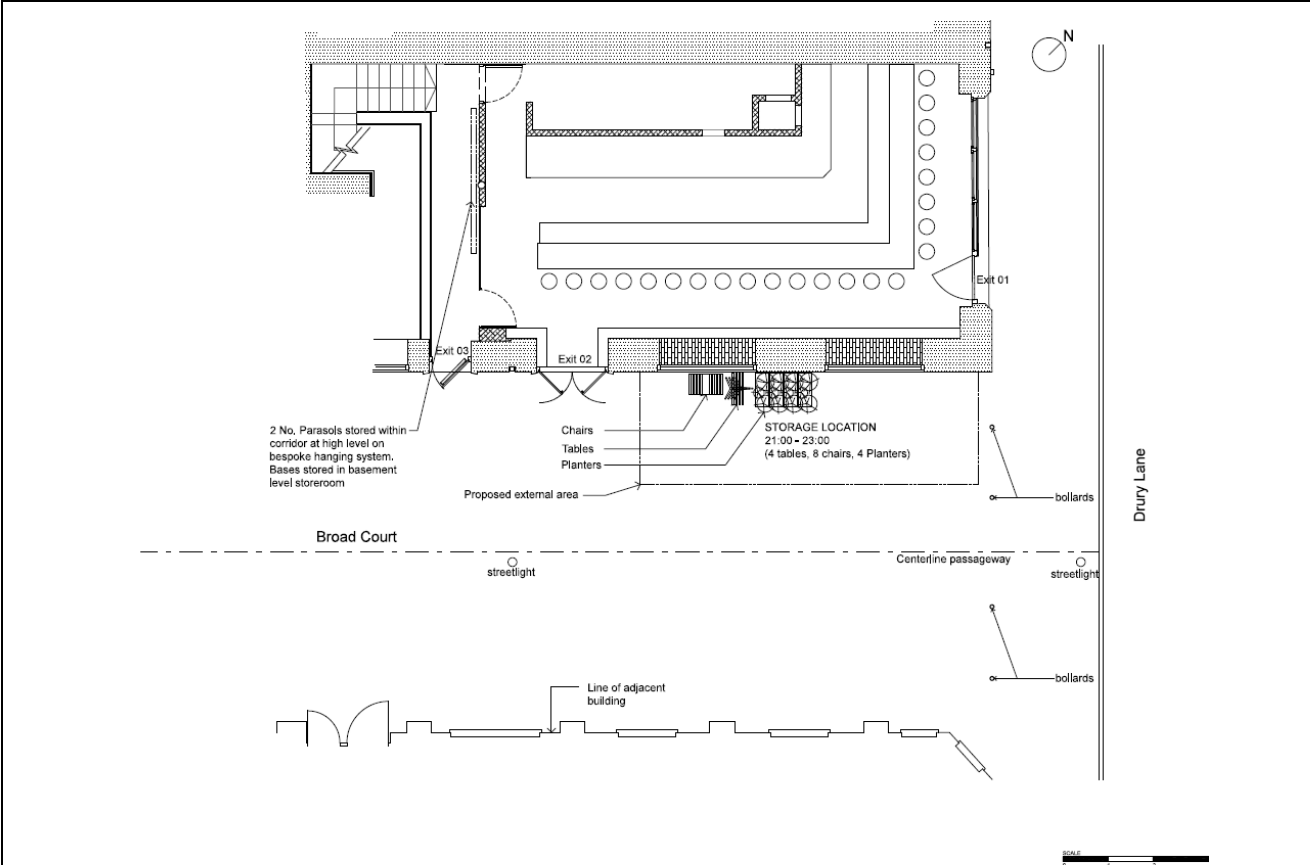 N
Exit 01
Exit 03
Exit 02
2 No, Parasols stored within
corridor at high level on
bespoke hanging system.
Bases stored in basement
level storeroom
Chairs
Tables
Planters
STORAGE LOCATION
21:00 - 23:00
(4 tables, 8 chairs, 4 Planters)
Proposed external area
bollards
Drury Lane
Broad Court
Centerline passageway
streetlight
streetlight
bollards
Line of adjacent
building
SCALE